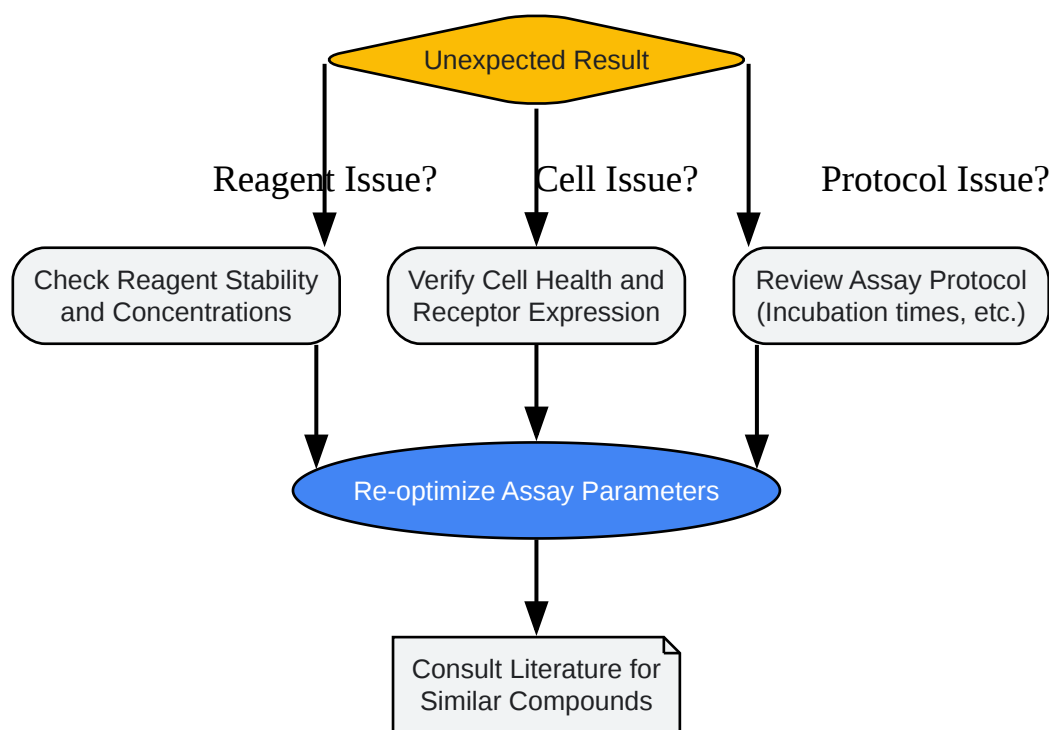 Unexpected Result
Reagent Issue?
Cell Issue?
Protocol Issue?
Check Reagent Stability
and Concentrations
Verify Cell Health and
Receptor Expression
Review Assay Protocol
(Incubation times, etc.)
Re-optimize Assay Parameters
Consult Literature for
Similar Compounds